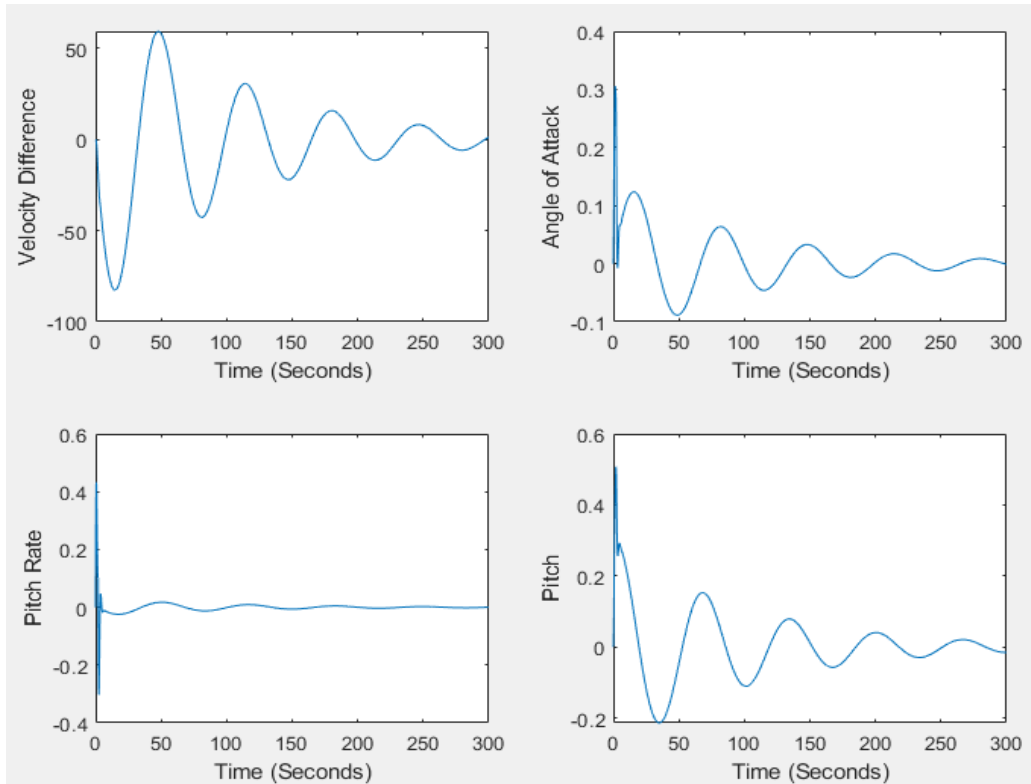 Velocity Difference
50
0
-50
-100
0 50 100 150 200 250 300
Time (Seconds)
Angle of Attack
0.4
0.3
0.2
0.1
0
-0.1
0 50 100 150 200 250 300
Time (Seconds)
Pitch Rate
0.6
0.4
0.2
0
-0.2
-0.4
0 50 100 150 200 250 300
Time (Seconds)
Pitch
0.6
0.4
0.2
0
-0.2
0 50 100 150 200 250 300
Time (Seconds)